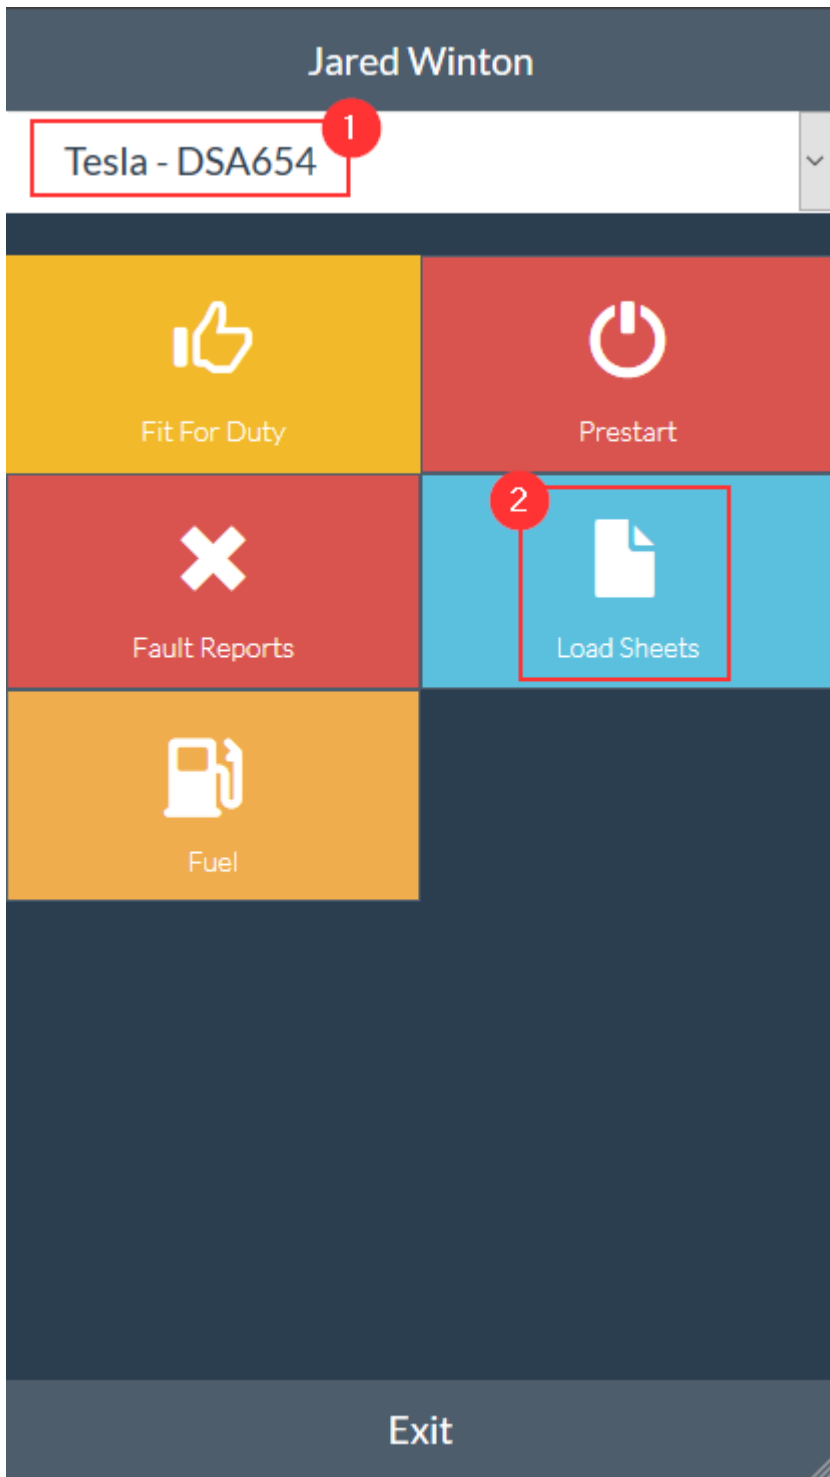 Jared Winton
1
Tesla - DSA654
Fit For Duty
Prestart
2
Fault Reports
Load Sheets
Fuel
Exit